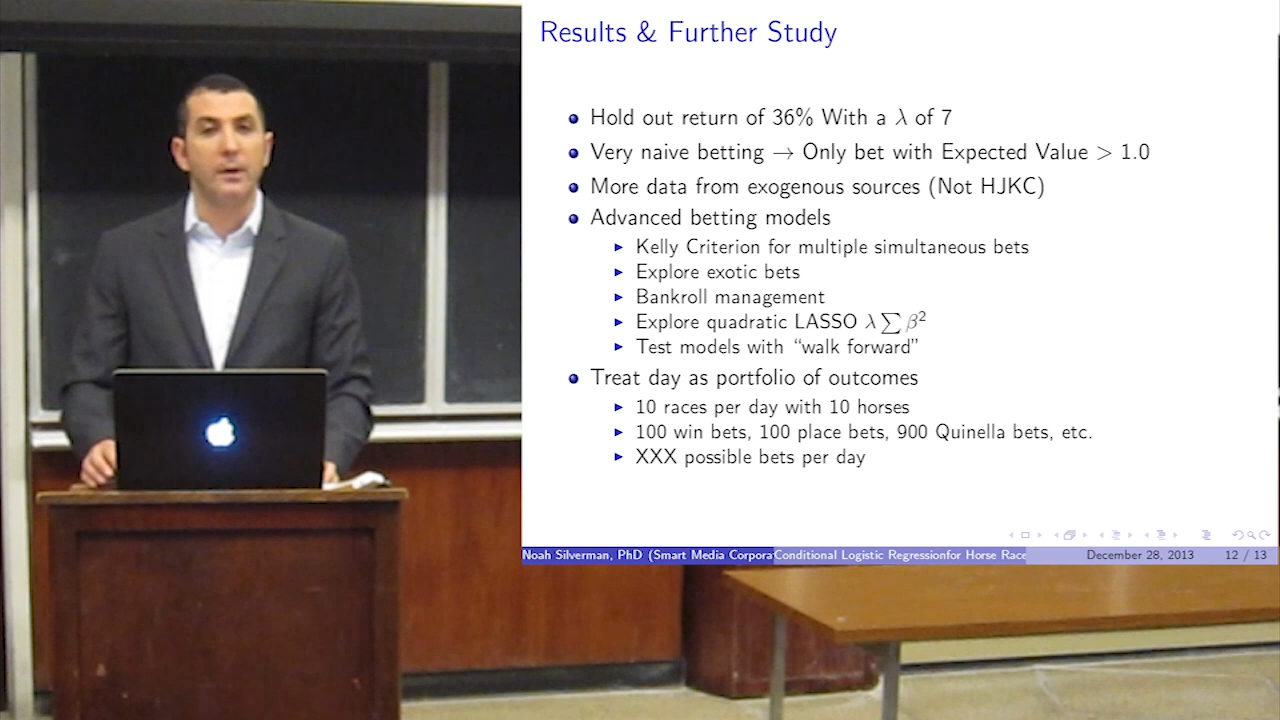 Results & Further Study
Hold out return of 36% With a λ of 7
Very naive betting → Only bet with Expected Value > 1.0
More data from exogenous sources (Not HJKC)
Advanced betting models
Kelly Criterion for multiple simultaneous bets
Explore exotic bets
Bankroll management
Explore quadratic LASSO λ∑β²
Test models with “walk forward”
Treat day as portfolio of outcomes
10 races per day with 10 horses
100 win bets, 100 place bets, 900 Quinella bets, etc.
XXX possible bets per day
Noah Silverman, PhD (Smart Media Corpora Conditional Logistic Regressionfor Horse Race December 28, 2013 12 / 13